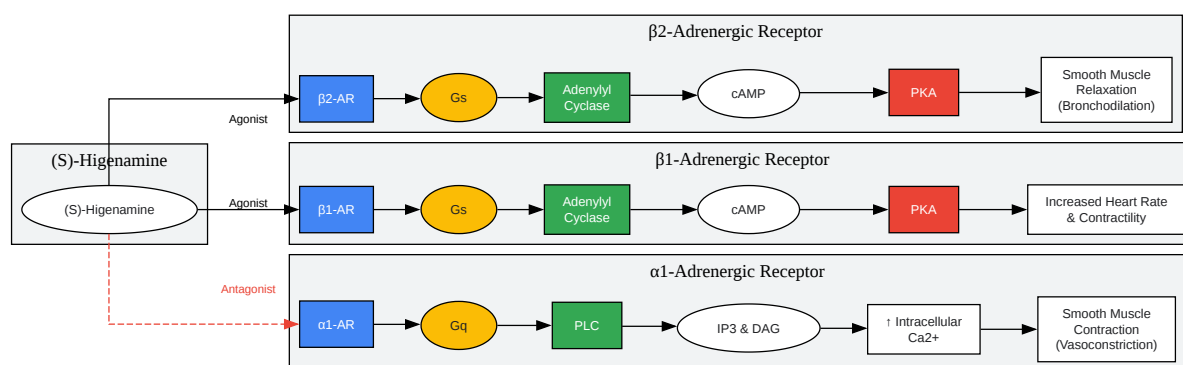 β2-Adrenergic Receptor
β2-AR
Gs
Adenylyl
Cyclase
cAMP
PKA
Smooth Muscle
Relaxation
(Bronchodilation)
Agonist
(S)-Higenamine
(S)-Higenamine
Agonist
β1-Adrenergic Receptor
β1-AR
Gs
Adenylyl
Cyclase
cAMP
PKA
Increased Heart Rate
& Contractility
Antagonist
α1-Adrenergic Receptor
α1-AR
Gq
PLC
IP3 & DAG
↑ Intracellular
Ca2+
Smooth Muscle
Contraction
(Vasoconstriction)